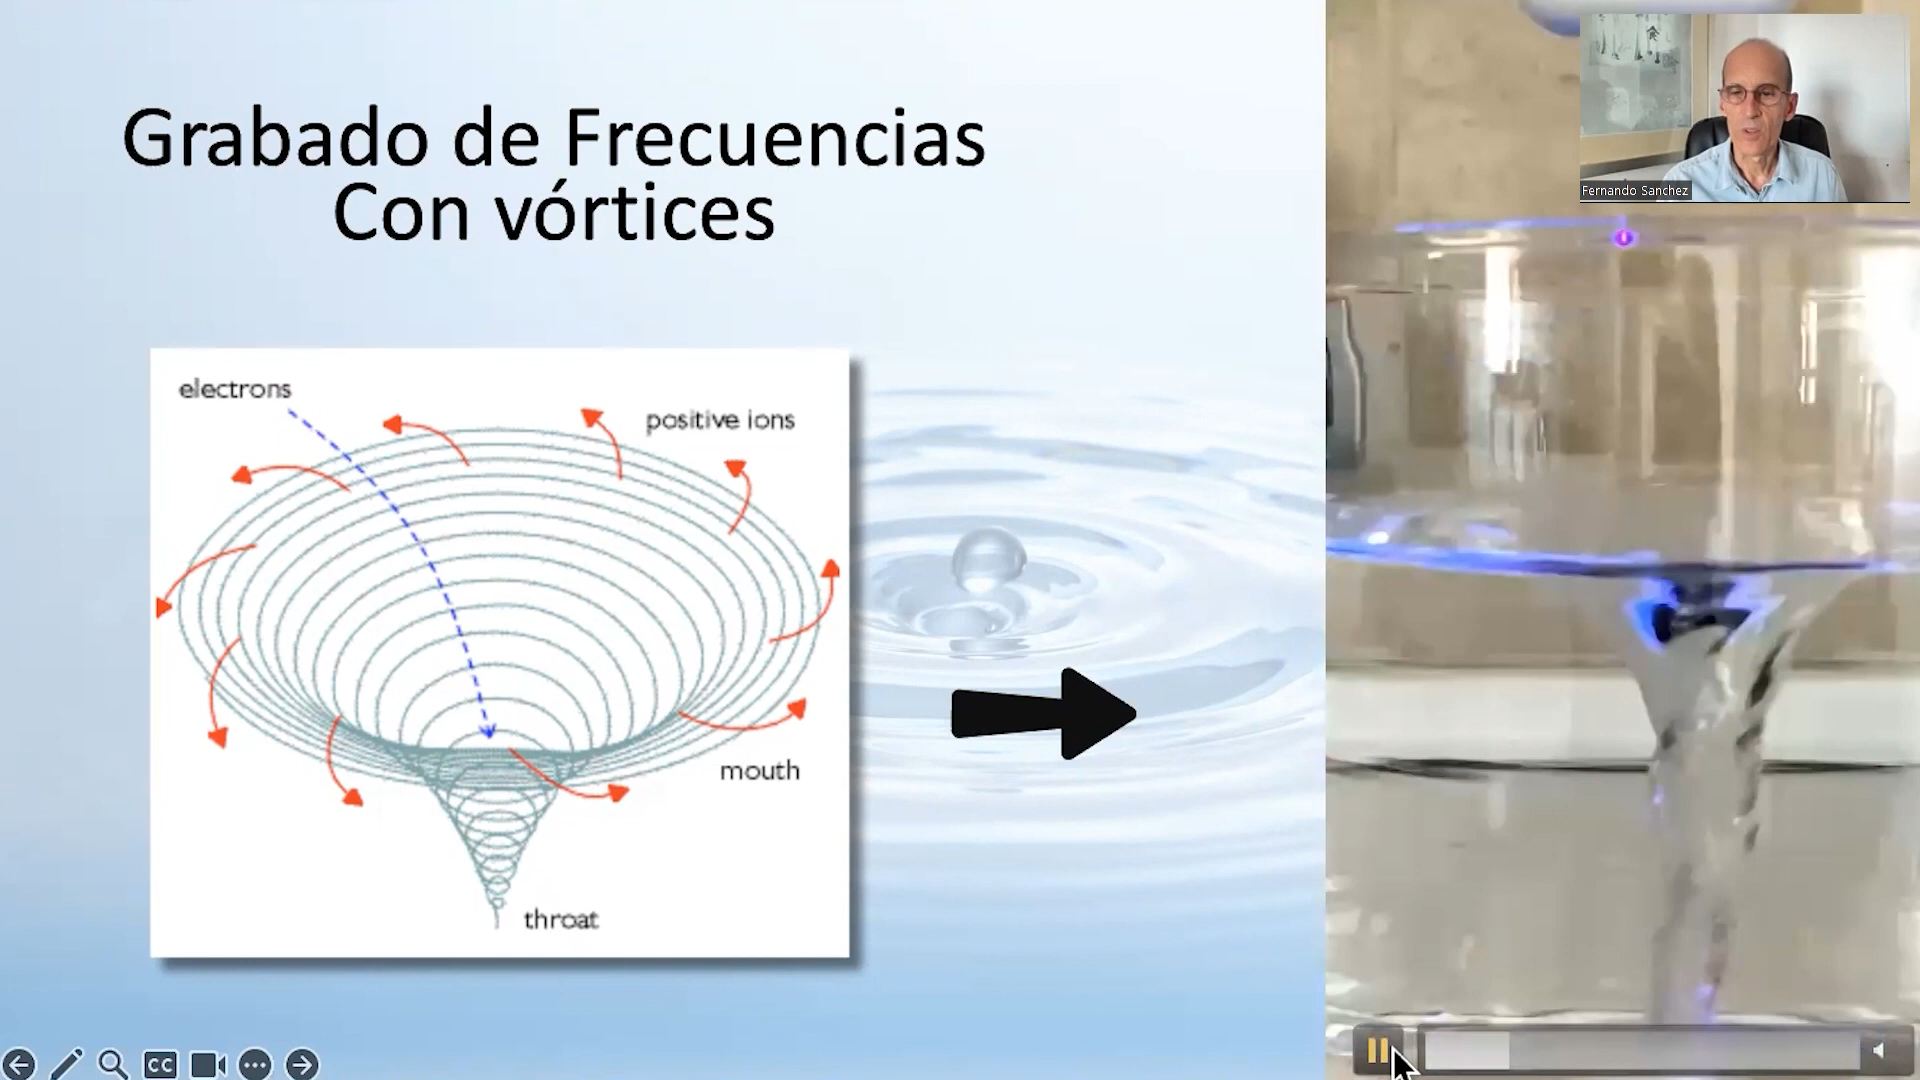 Grabado de Frecuencias
Con vórtices
Fernando Sanchez
electrons
positive ions
mouth
throat
CC